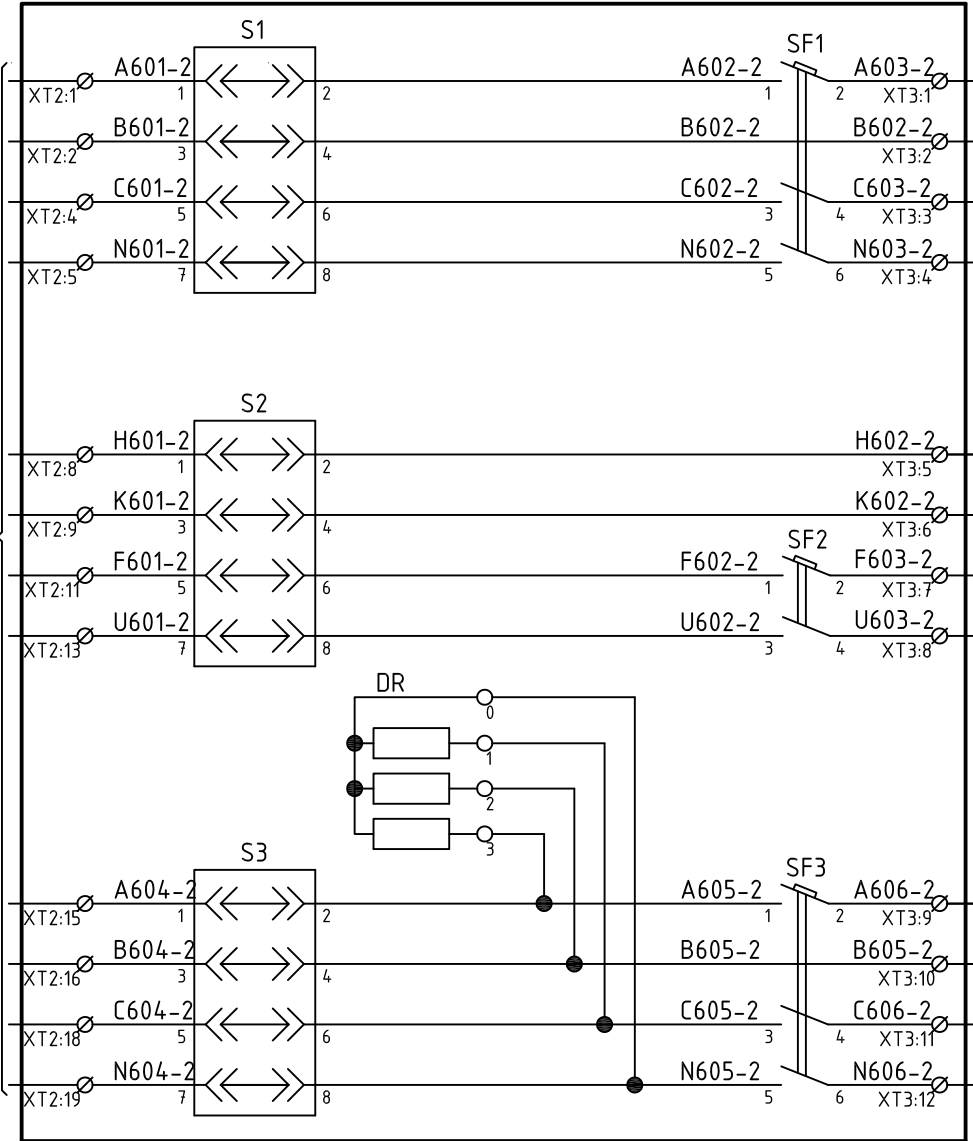 S1
SF1
A601-2 A602-2 A603-2
XT2:1 1 2 1 2 XT3:1
B601-2 B602-2 B602-2
XT2:2 3 4 XT3:2
C601-2 C602-2 C603-2
XT2:4 5 6 3 4 XT3:3
N601-2 N602-2 N603-2
XT2:5 7 8 5 6 XT3:4
S2
H601-2 H602-2
XT2:8 1 2 XT3:5
K601-2 K602-2
XT2:9 3 4 XT3:6
SF2
F601-2 F602-2 F603-2
XT2:11 5 6 1 2 XT3:7
U601-2 U602-2 U603-2
XT2:13 7 8 3 4 XT3:8
DR
0
1
2
3
S3
SF3
A604-2 A605-2 A606-2
XT2:15 1 2 1 2 XT3:9
B604-2 B605-2 B605-2
XT2:16 3 4 XT3:10
C604-2 C605-2 C606-2
XT2:18 5 6 3 4 XT3:11
N604-2 N605-2 N606-2
XT2:19 7 8 5 6 XT3:12